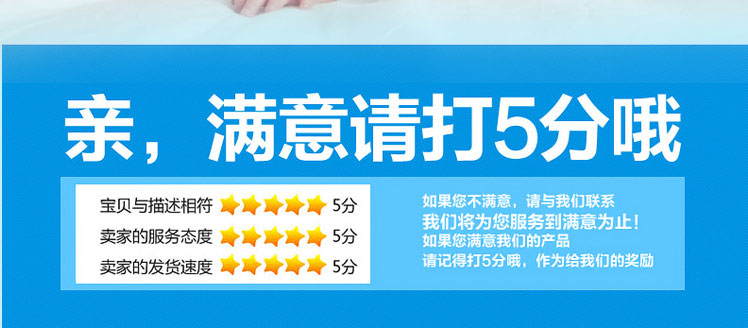 亲，满意请打5分哦
宝贝与描述相符 5分
卖家的服务态度 5分
卖家的发货速度 5分
如果您不满意，请与我们联系
我们将为您服务到满意为止！
如果您满意我们的产品
请记得打5分哦，作为给我们的奖励